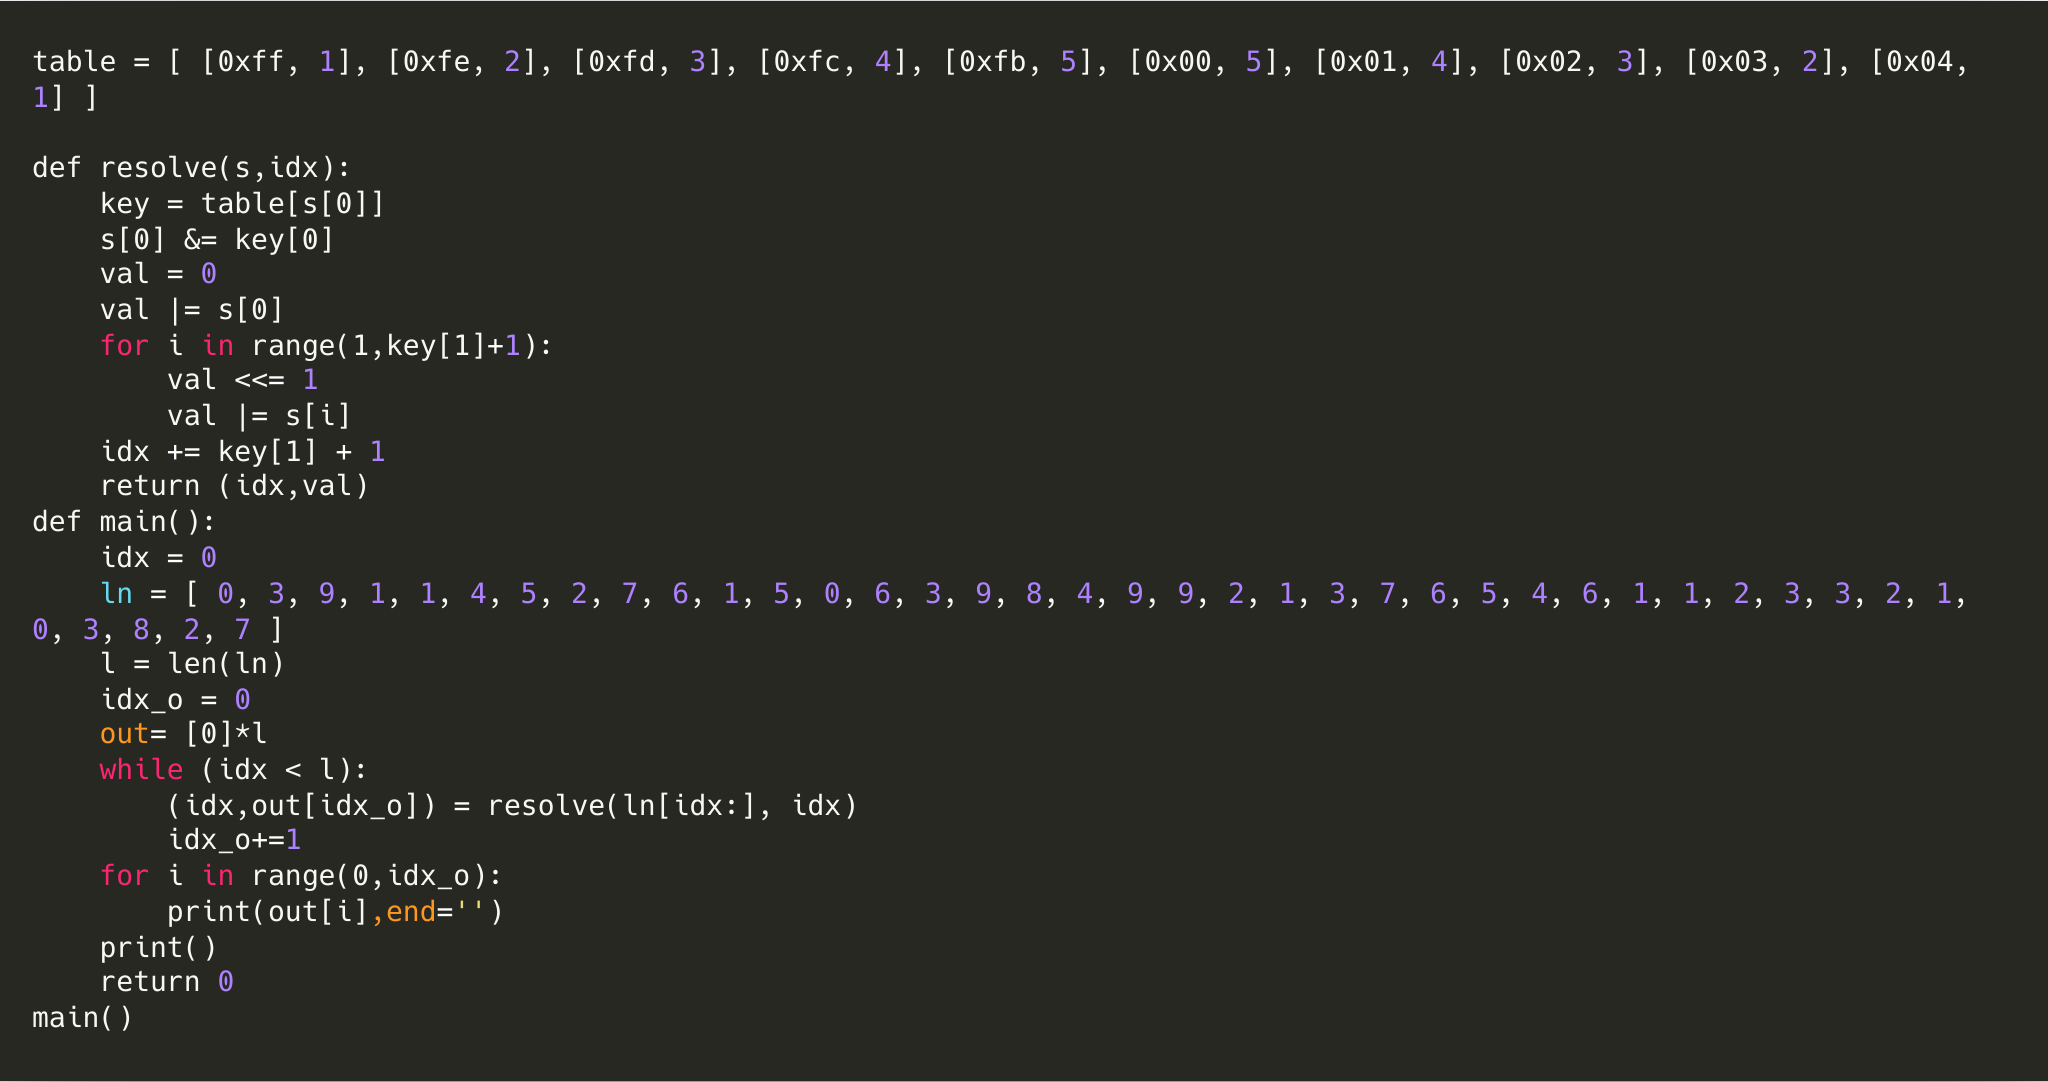 table = [ [0xff, 1], [0xfe, 2], [0xfd, 3], [0xfc, 4], [0xfb, 5], [0x00, 5], [0x01, 4], [0x02, 3], [0x03, 2], [0x04,
1] ]
def resolve(s,idx):
    key = table[s[0]]
    s[0] &= key[0]
    val = 0
    val |= s[0]
    for i in range(1,key[1]+1):
        val <<= 1
        val |= s[i]
    idx += key[1] + 1
    return (idx,val)
def main():
    idx = 0
    ln = [ 0, 3, 9, 1, 1, 4, 5, 2, 7, 6, 1, 5, 0, 6, 3, 9, 8, 4, 9, 9, 2, 1, 3, 7, 6, 5, 4, 6, 1, 1, 2, 3, 3, 2, 1,
0, 3, 8, 2, 7 ]
    l = len(ln)
    idx_o = 0
    out= [0]*l
    while (idx < l):
        (idx,out[idx_o]) = resolve(ln[idx:], idx)
        idx_o+=1
    for i in range(0,idx_o):
        print(out[i],end='')
    print()
    return 0
main()